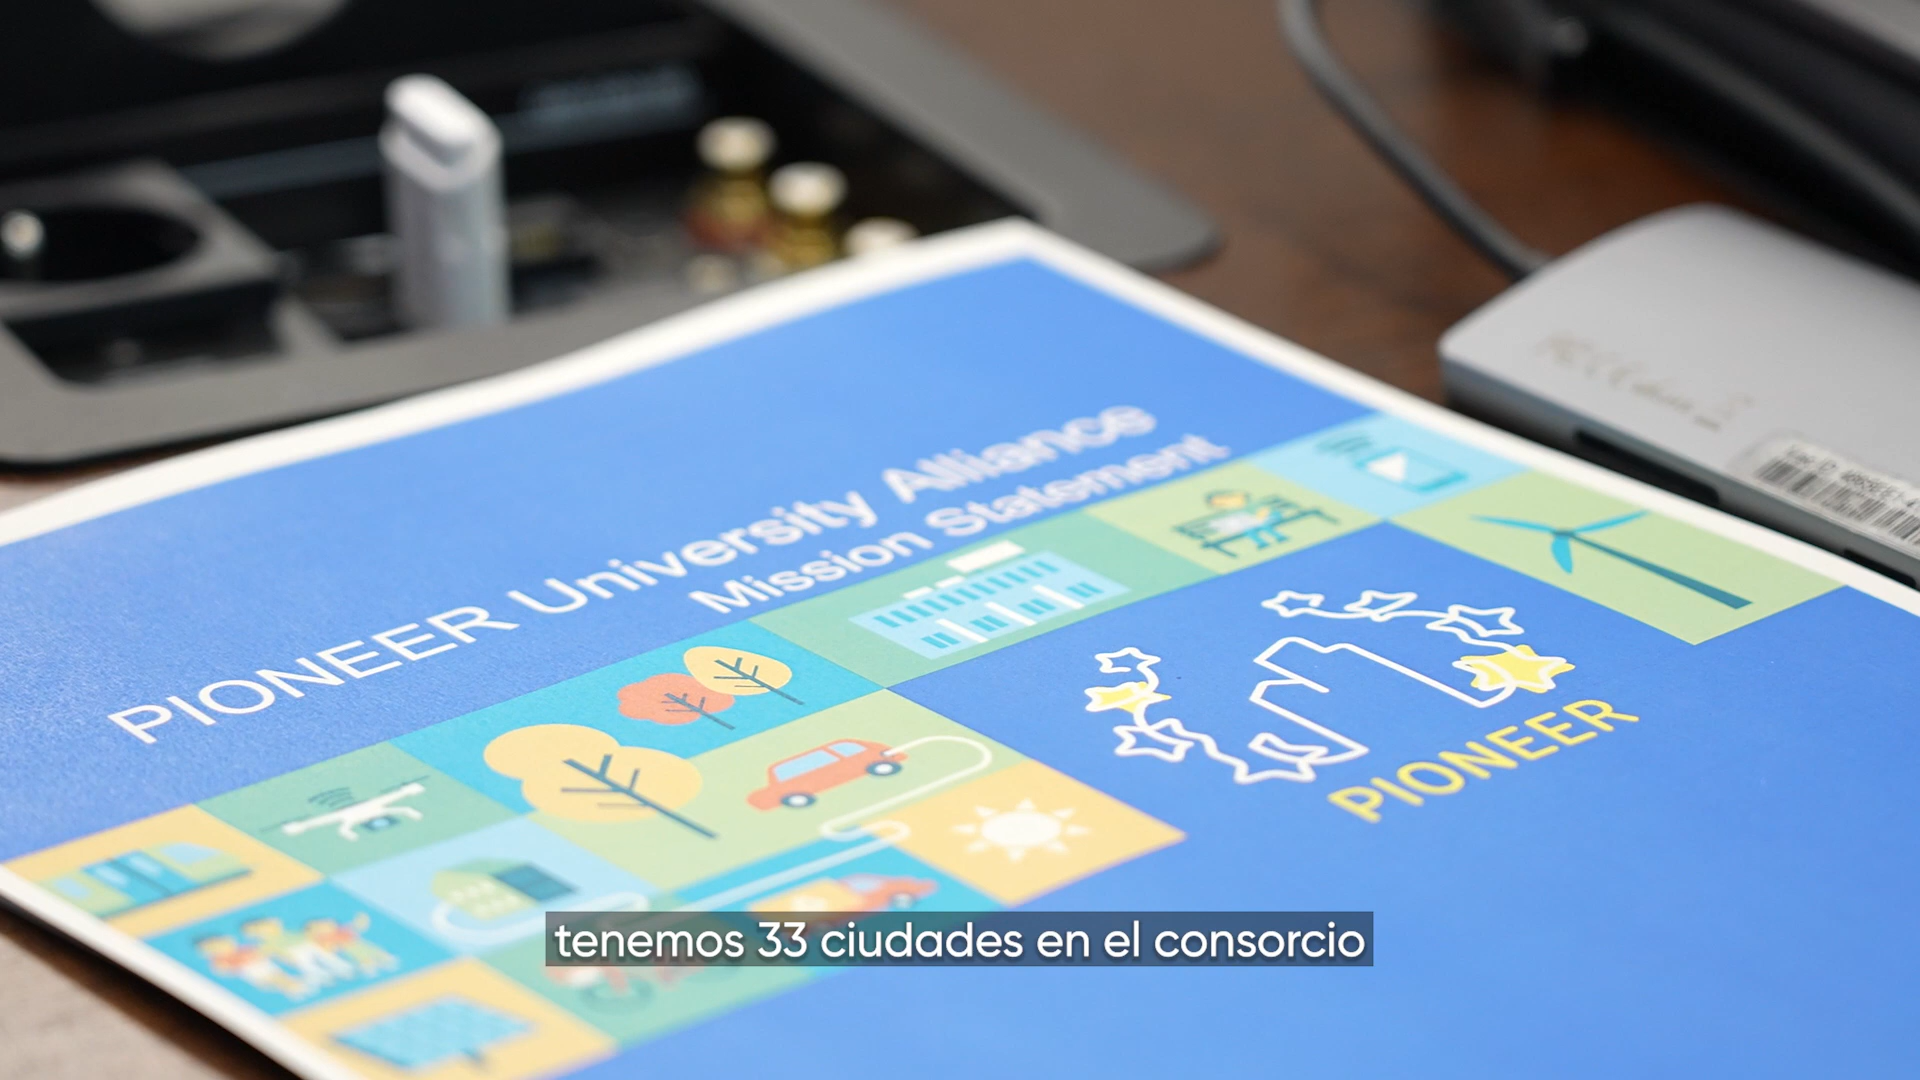 PIONEER University Alliance
Mission Statement
PIONEER
tenemos 33 ciudades en el consorcio